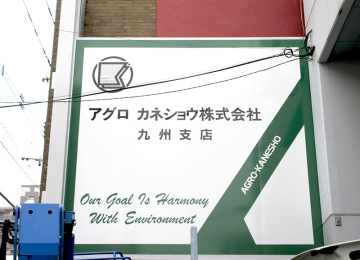 アグロ カネショウ株式会社
九州支店
Our Goal Is Harmony
With Environment
AGRO-KANESHO